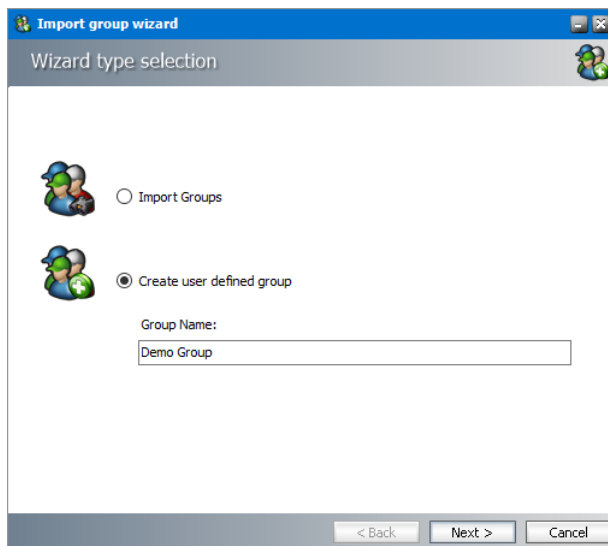 Import group wizard
Wizard type selection
Import Groups
Create user defined group
Group Name:
Demo Group
< Back Next > Cancel